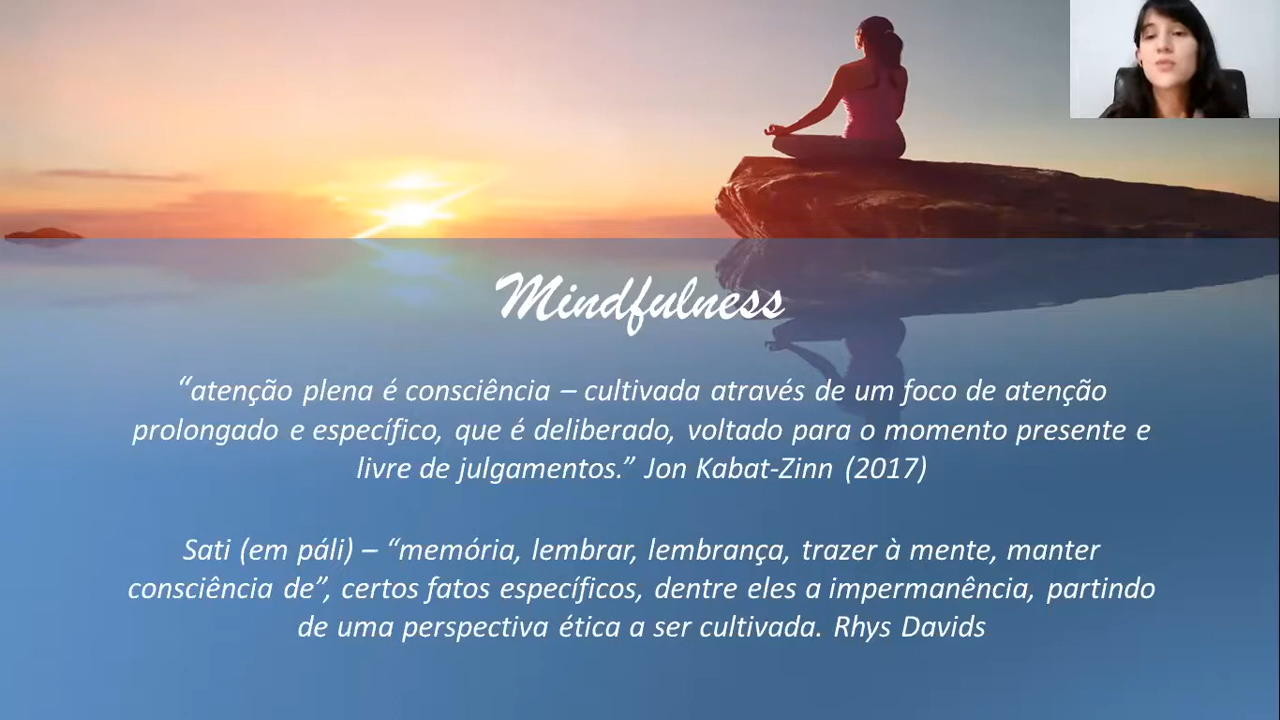 Mindfulness
“atenção plena é consciência – cultivada através de um foco de atenção
prolongado e específico, que é deliberado, voltado para o momento presente e
livre de julgamentos.” Jon Kabat-Zinn (2017)
Sati (em páli) – “memória, lembrar, lembrança, trazer à mente, manter
consciência de”, certos fatos específicos, dentre eles a impermanência, partindo
de uma perspectiva ética a ser cultivada. Rhys Davids